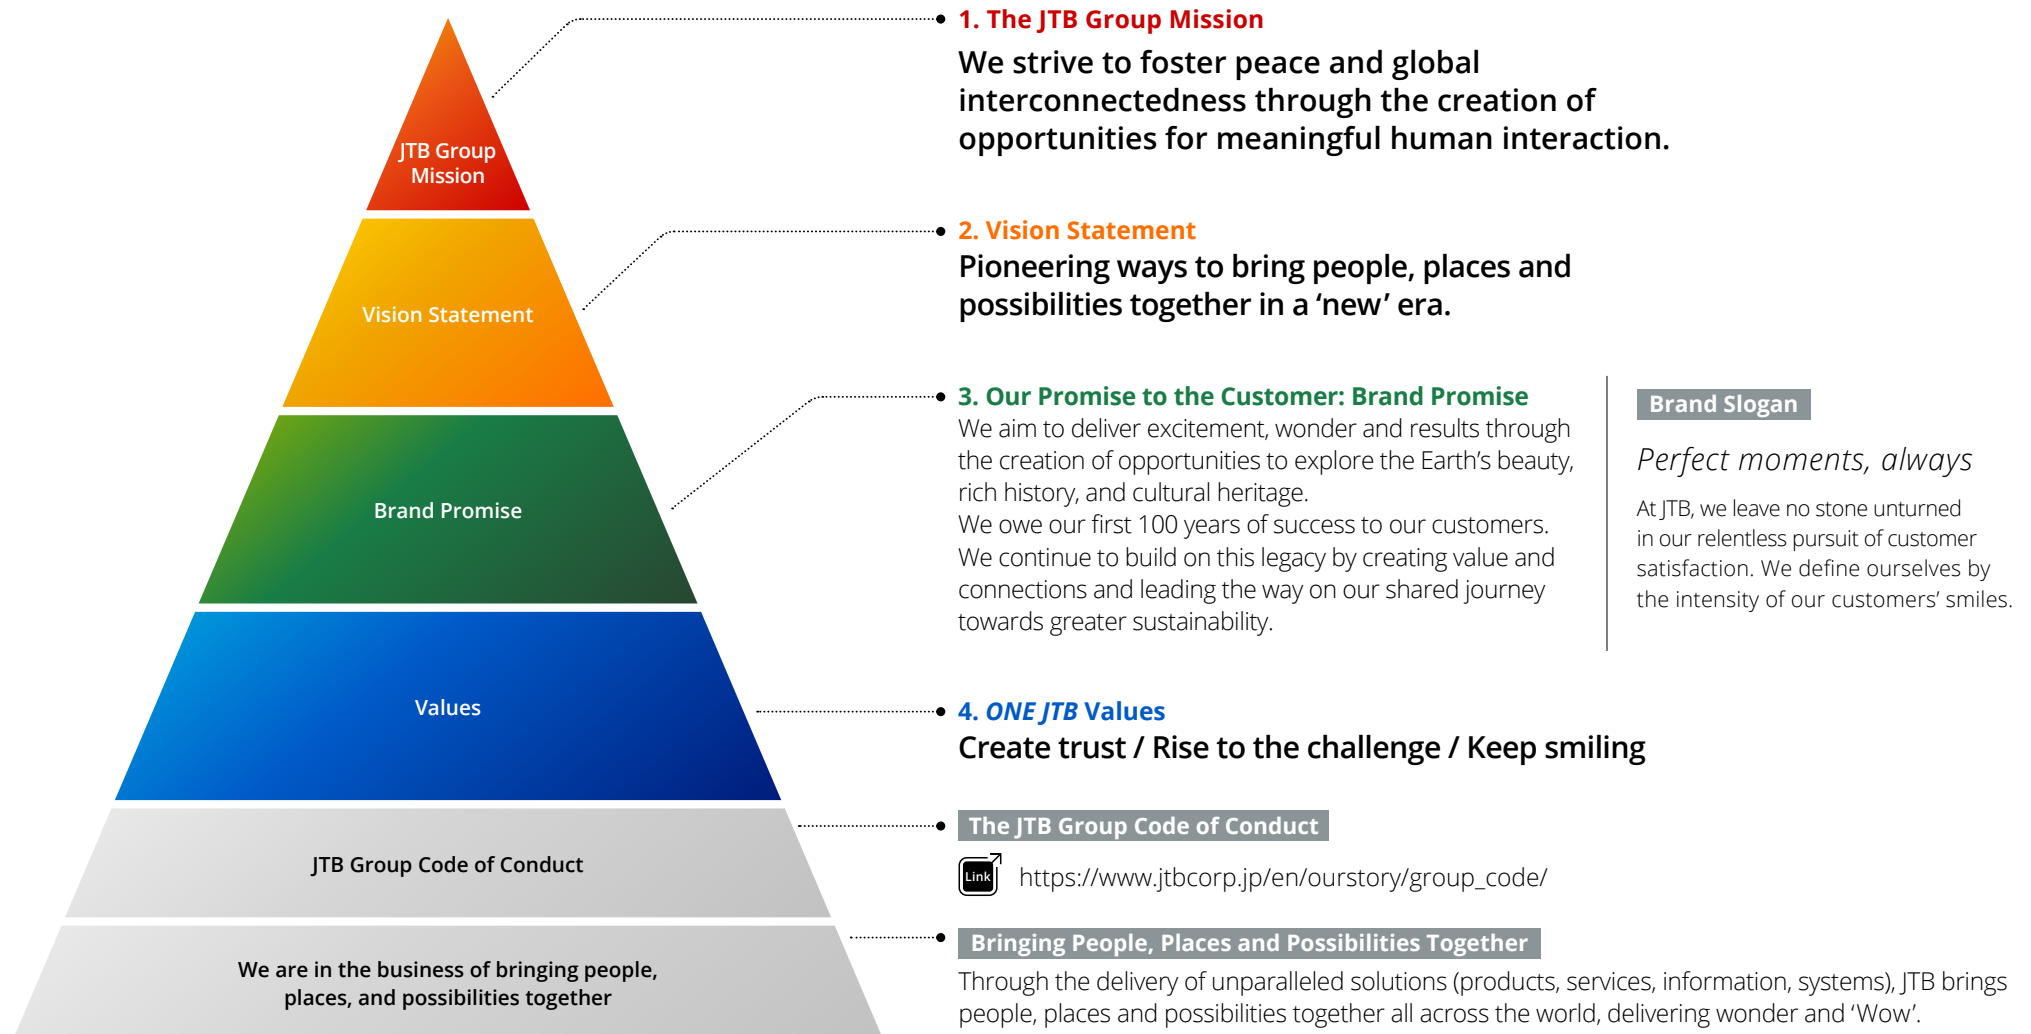 JTB Group
Mission
Vision Statement
Brand Promise
Values
JTB Group Code of Conduct
We are in the business of bringing people,
places, and possibilities together
1. The JTB Group Mission
We strive to foster peace and global
interconnectedness through the creation of
opportunities for meaningful human interaction.
2. Vision Statement
Pioneering ways to bring people, places and
possibilities together in a ‘new’ era.
3. Our Promise to the Customer: Brand Promise
We aim to deliver excitement, wonder and results through
the creation of opportunities to explore the Earth’s beauty,
rich history, and cultural heritage.
We owe our first 100 years of success to our customers.
We continue to build on this legacy by creating value and
connections and leading the way on our shared journey
towards greater sustainability.
Brand Slogan
Perfect moments, always
At JTB, we leave no stone unturned
in our relentless pursuit of customer
satisfaction. We define ourselves by
the intensity of our customers’ smiles.
4. ONE JTB Values
Create trust / Rise to the challenge / Keep smiling
The JTB Group Code of Conduct
Link https://www.jtbcorp.jp/en/ourstory/group_code/
Bringing People, Places and Possibilities Together
Through the delivery of unparalleled solutions (products, services, information, systems), JTB brings
people, places and possibilities together all across the world, delivering wonder and ‘Wow’.